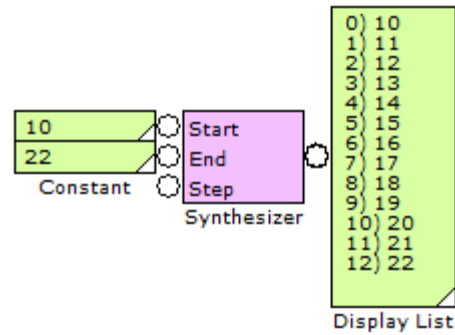 10
22
Constant
Start
End
Step
Synthesizer
0) 10
1) 11
2) 12
3) 13
4) 14
5) 15
6) 16
7) 17
8) 18
9) 19
10) 20
11) 21
12) 22
Display List